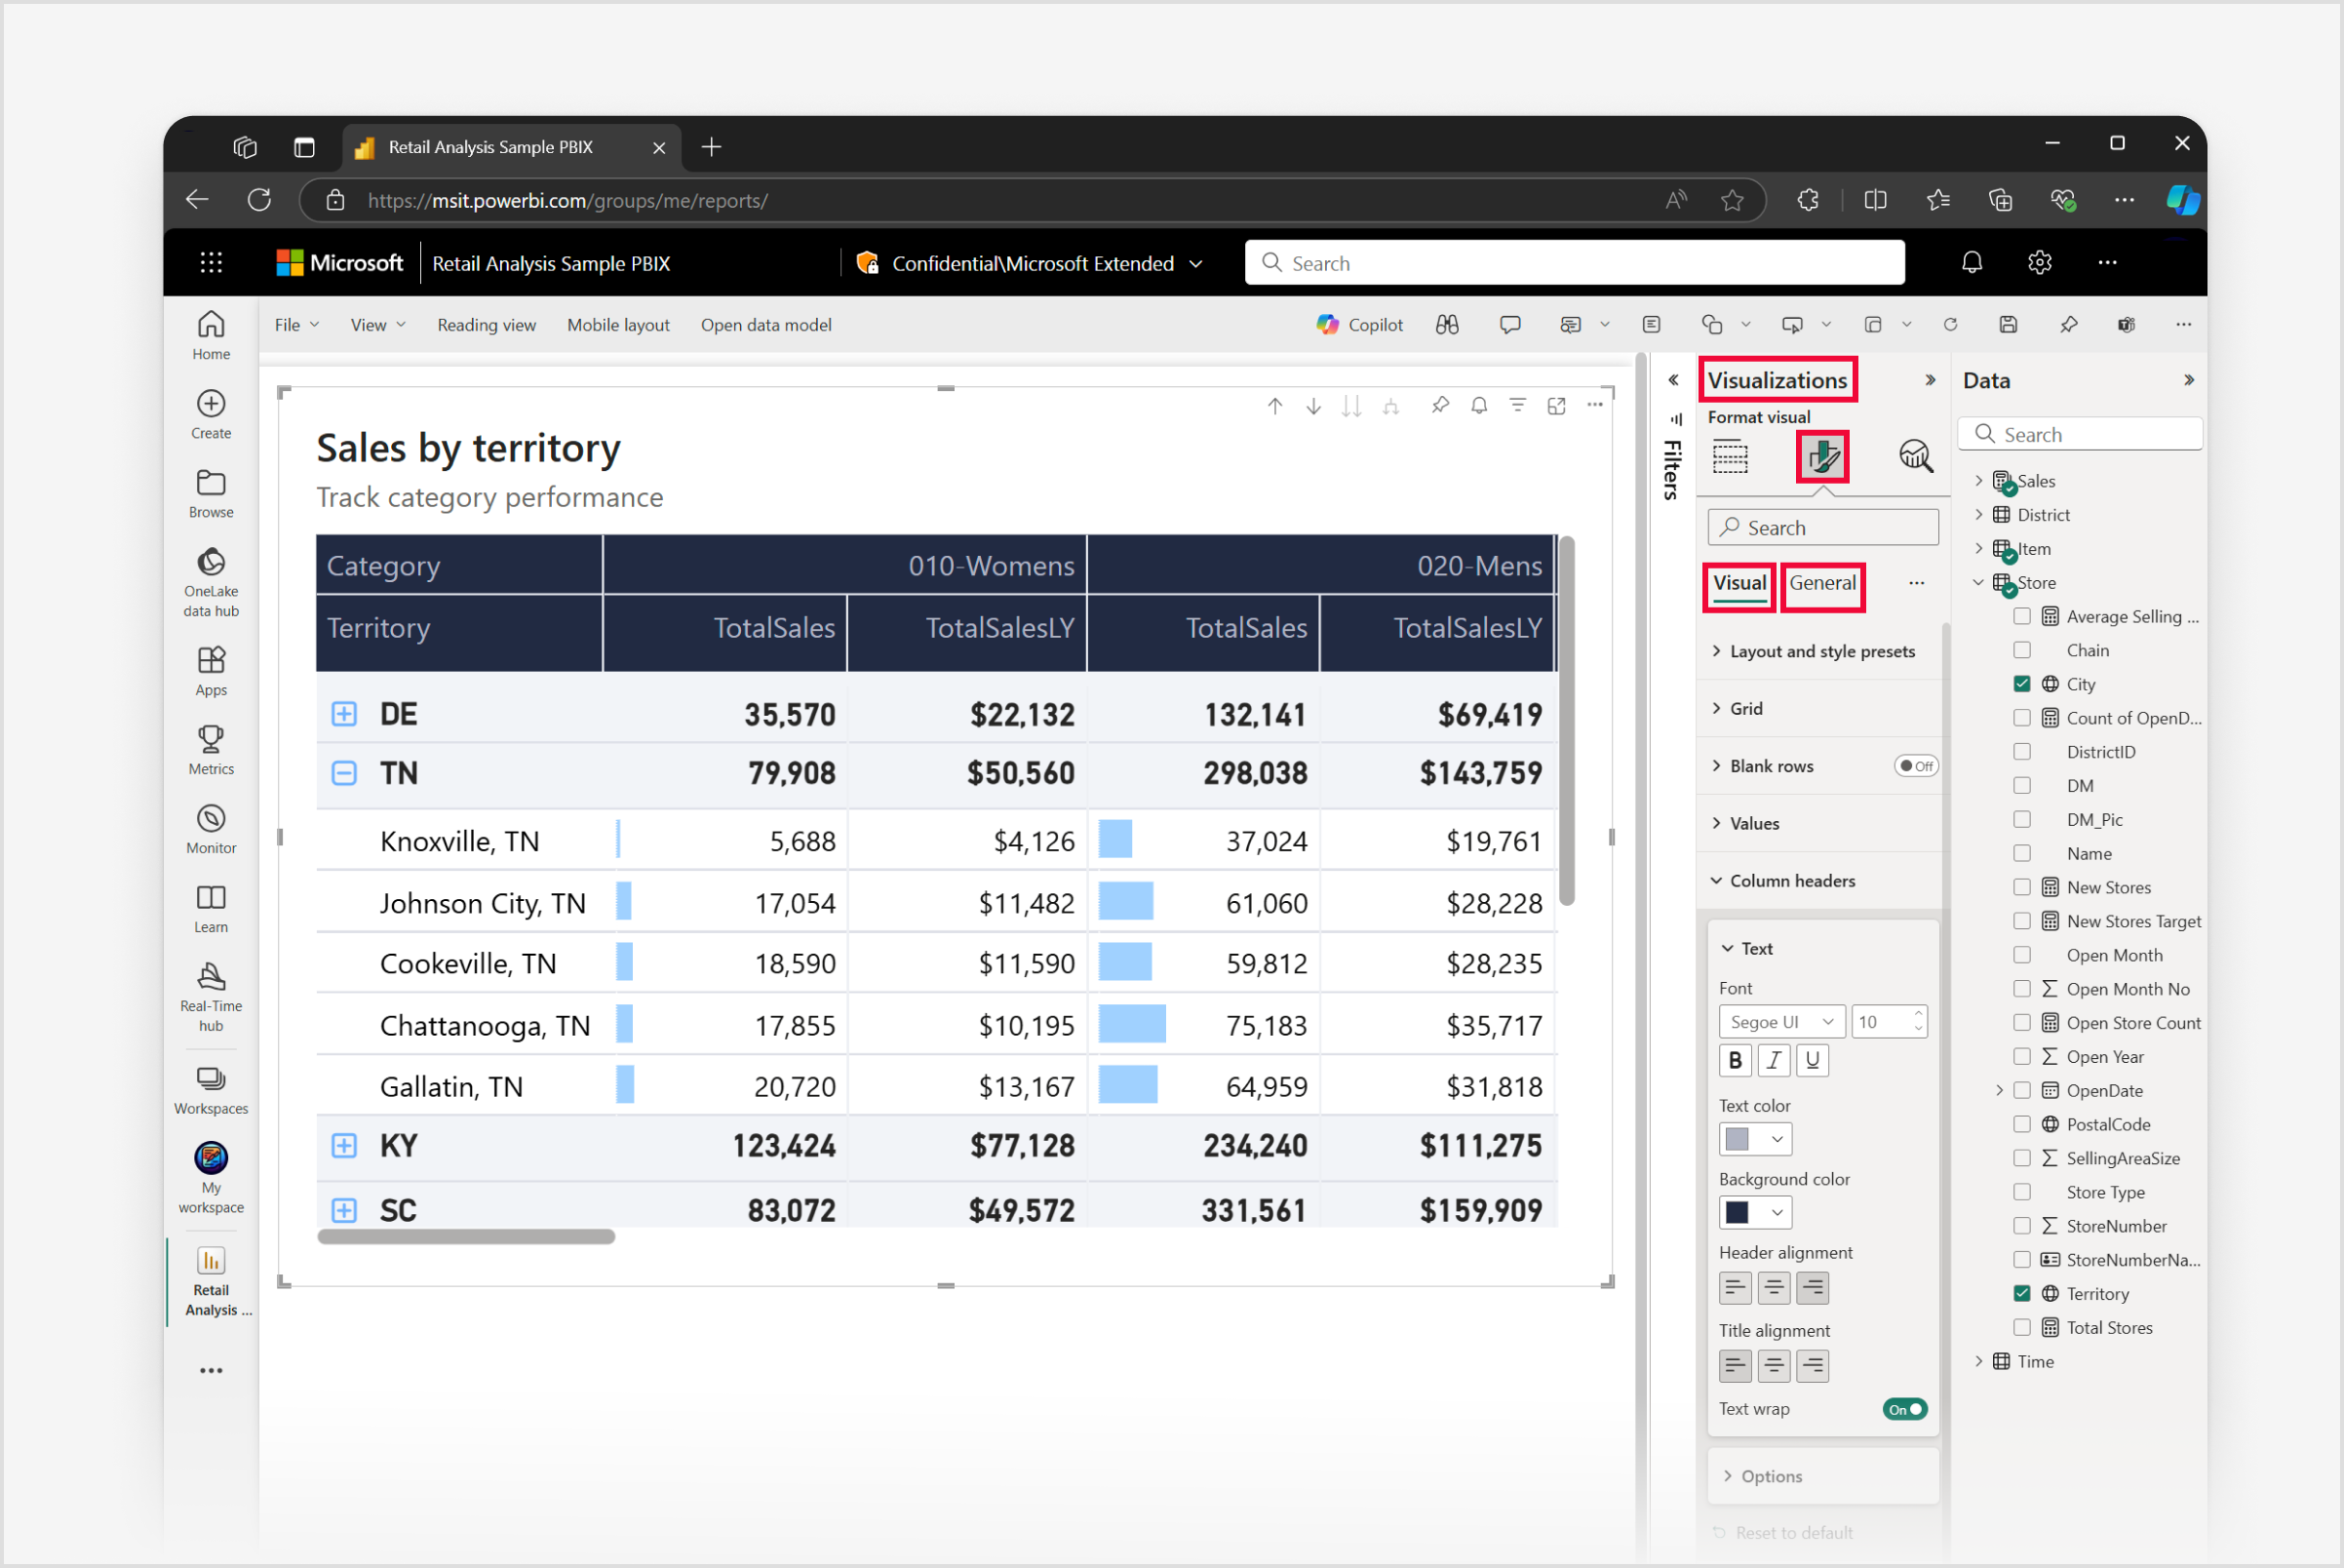 Retail Analysis Sample PBIX
https://msit.powerbi.com/groups/me/reports/
Microsoft
Retail Analysis Sample PBIX
Confidential\Microsoft Extended
Search
File
View
Reading view
Mobile layout
Open data model
Copilot
Home
Create
Browse
OneLake
data hub
Apps
Metrics
Monitor
Learn
Real-Time
hub
Workspaces
My
workspace
Retail
Analysis ...
Sales by territory
Track category performance
Category 010-Womens 020-Mens
Territory TotalSales TotalSalesLY TotalSales TotalSalesLY
DE 35,570 $22,132 132,141 $69,419
TN 79,908 $50,560 298,038 $143,759
Knoxville, TN 5,688 $4,126 37,024 $19,761
Johnson City, TN 17,054 $11,482 61,060 $28,228
Cookeville, TN 18,590 $11,590 59,812 $28,235
Chattanooga, TN 17,855 $10,195 75,183 $35,717
Gallatin, TN 20,720 $13,167 64,959 $31,818
KY 123,424 $77,128 234,240 $111,275
SC 83,072 $49,572 331,561 $159,909
Filters
Visualizations
Format visual
Search
Visual
General
Layout and style presets
Grid
Blank rows Off
Values
Column headers
Text
Font
Segoe UI 10
B I U
Text color
Background color
Header alignment
Title alignment
Text wrap On
Options
Reset to default
Data
Search
Sales
District
Item
Store
Average Selling ...
Chain
City
Count of OpenD...
DistrictID
DM
DM_Pic
Name
New Stores
New Stores Target
Open Month
Open Month No
Open Store Count
Open Year
OpenDate
PostalCode
SellingAreaSize
Store Type
StoreNumber
StoreNumberNa...
Territory
Total Stores
Time